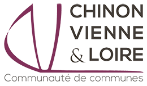 CHINON
VIENNE
& LOIRE
Communauté de communes